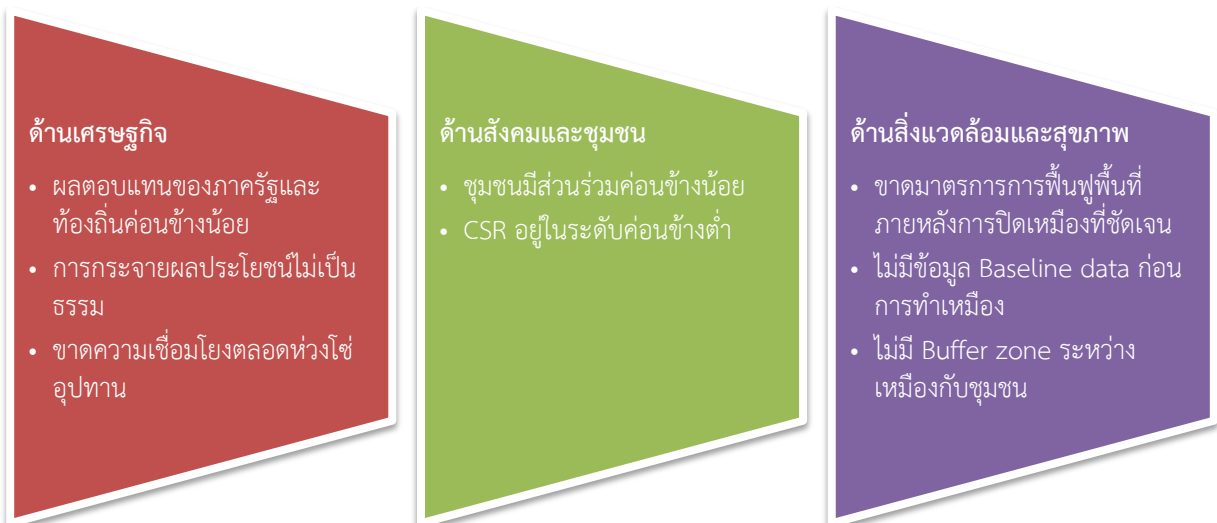 ด้านเศรษฐกิจ
• ผลตอบแทนของภาครัฐและ
ท้องถิ่นค่อนข้างน้อย
• การกระจายผลประโยชน์ไม่เป็น
ธรรม
• ขาดความเชื่อมโยงตลอดห่วงโซ่
อุปทาน
ด้านสังคมและชุมชน
• ชุมชนมีส่วนร่วมค่อนข้างน้อย
• CSR อยู่ในระดับค่อนข้างต่ำ
ด้านสิ่งแวดล้อมและสุขภาพ
• ขาดมาตรการการฟื้นฟูพื้นที่
ภายหลังการปิดเหมืองที่ชัดเจน
• ไม่มีข้อมูล Baseline data ก่อน
การทำเหมือง
• ไม่มี Buffer zone ระหว่าง
เหมืองกับชุมชน